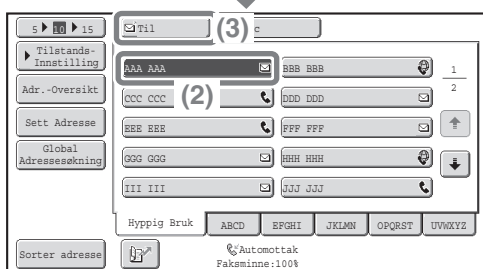 5 10 15
Til
(3)
c
Tilstands-
Innstilling
AAA AAA
BBB BBB
1
2
Adr.-Oversikt
CCC CCC
(2)
DDD DDD
Sett Adresse
EEE EEE
FFF FFF
Global
Adressesøkning
GGG GGG
HHH HHH
III III
JJJ JJJ
Hyppig Bruk
ABCD
EFGHI
JKLMN
OPQRST
UVWXYZ
Sorter adresse
Automottak
Faksminne:100%